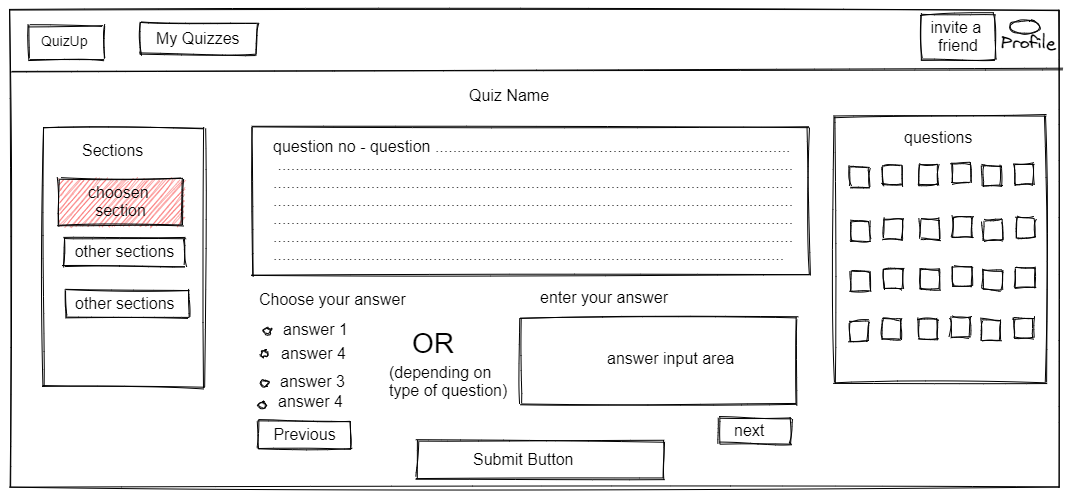 QuizUp
My Quizzes
invite a
friend
Profile
Quiz Name
Sections
choosen
section
other sections
other sections
question no - question ..........................................................................................
questions
Choose your answer
answer 1
answer 4
answer 3
answer 4
OR
(depending on
type of question)
enter your answer
answer input area
Previous
next
Submit Button